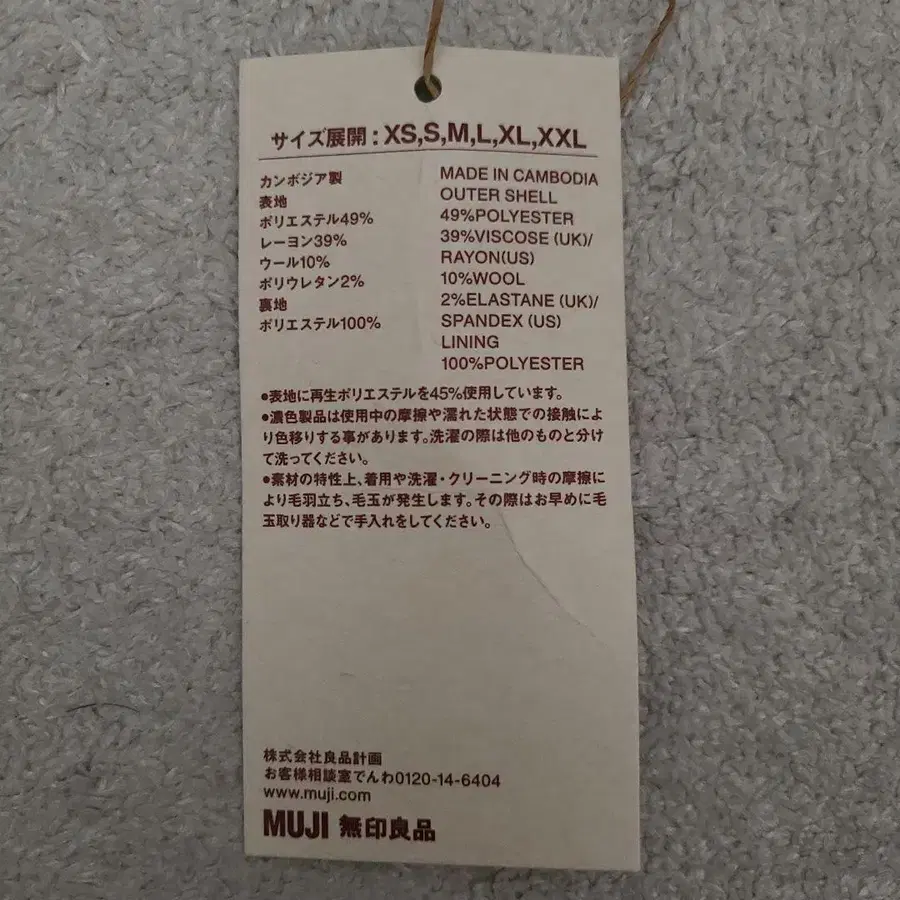 サイズ展開：XS,S,M,L,XL,XXL
カンボジア製
表地
ポリエステル49%
レーヨン39%
ウール10%
ポリウレタン2%
裏地
ポリエステル100%
MADE IN CAMBODIA
OUTER SHELL
49%POLYESTER
39%VISCOSE (UK)/
RAYON(US)
10%WOOL
2%ELASTANE (UK)/
SPANDEX (US)
LINING
100%POLYESTER
●表地に再生ポリエステルを45%使用しています。
●濃色製品は使用中の摩擦や濡れた状態での接触によ
り色移りする事があります。洗濯の際は他のものと分け
て洗ってください。
●素材の特性上、着用や洗濯・クリーニング時の摩擦に
より毛羽立ち、毛玉が発生します。その際はお早めに毛
玉取り器などで手入れをしてください。
株式会社良品計画
お客様相談室でんわ0120-14-6404
www.muji.com
MUJI 無印良品